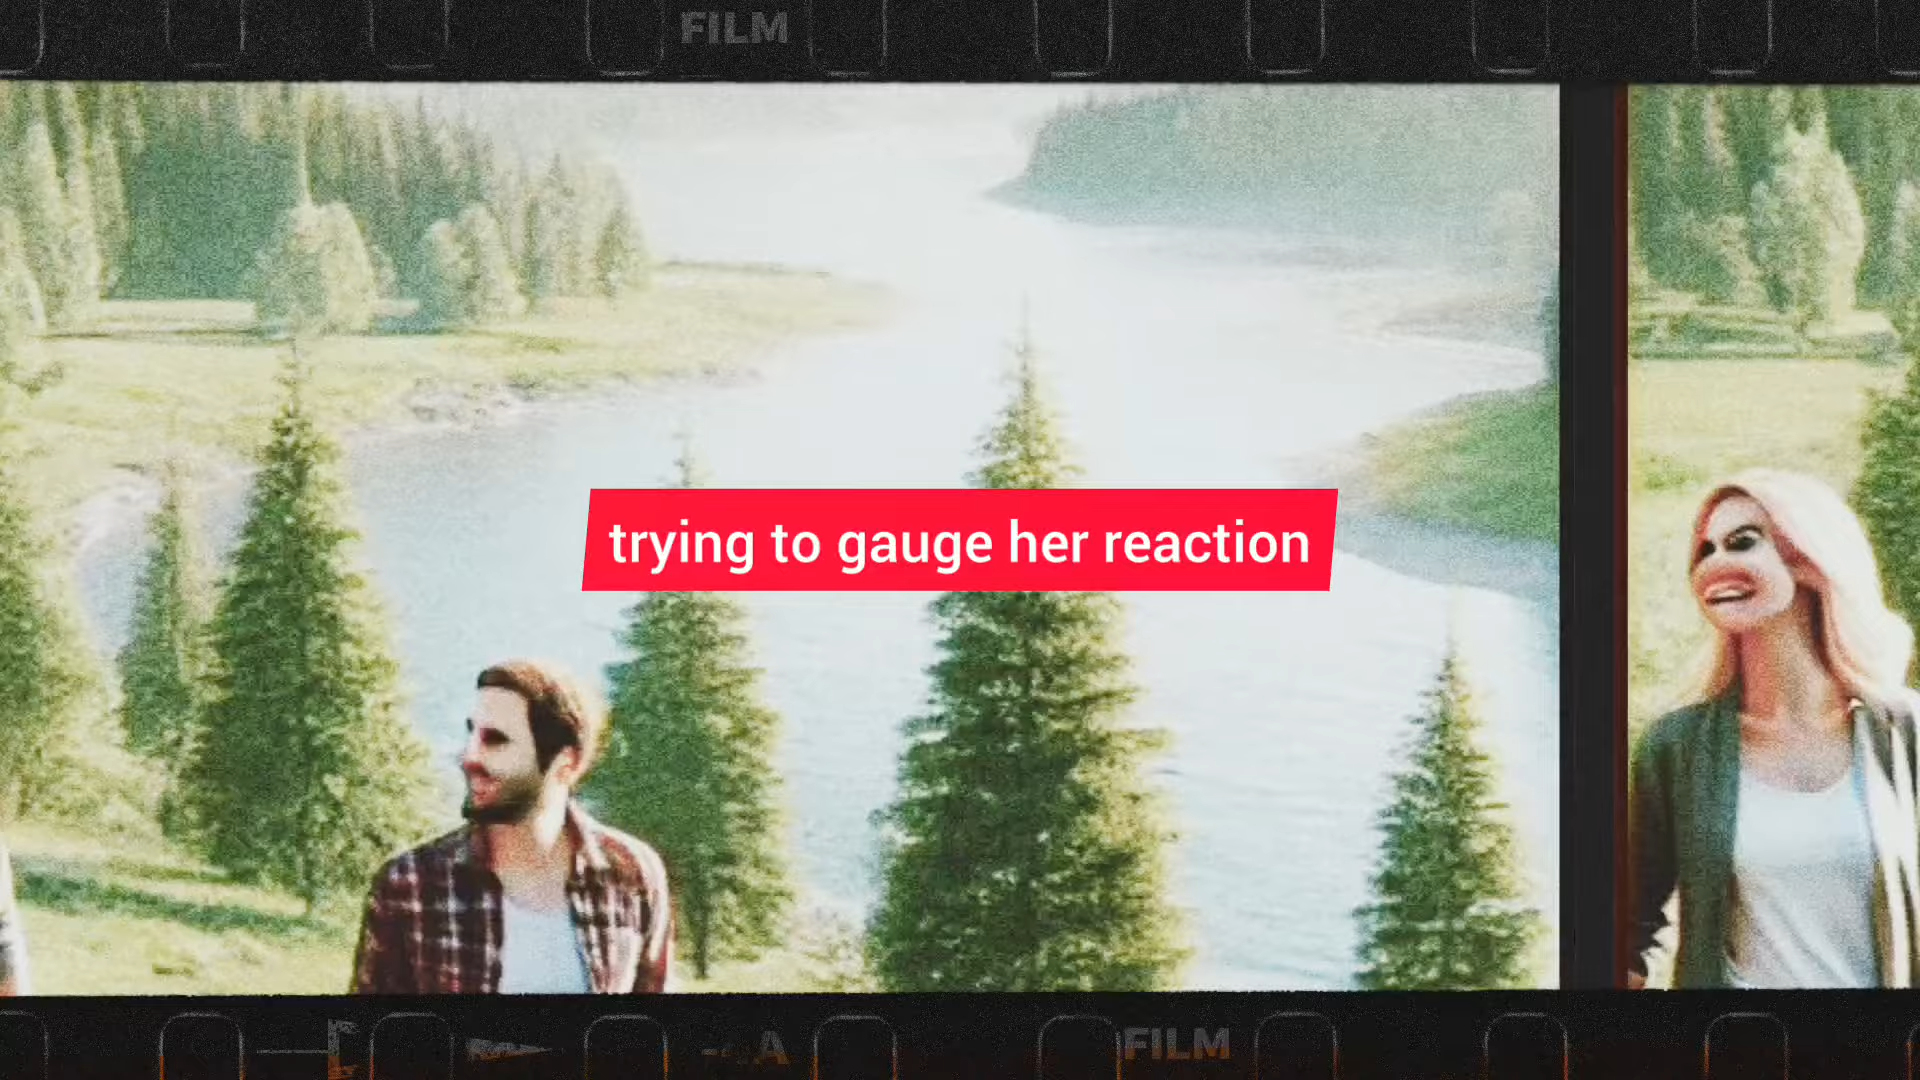 FILM
trying to gauge her reaction
A
FILM